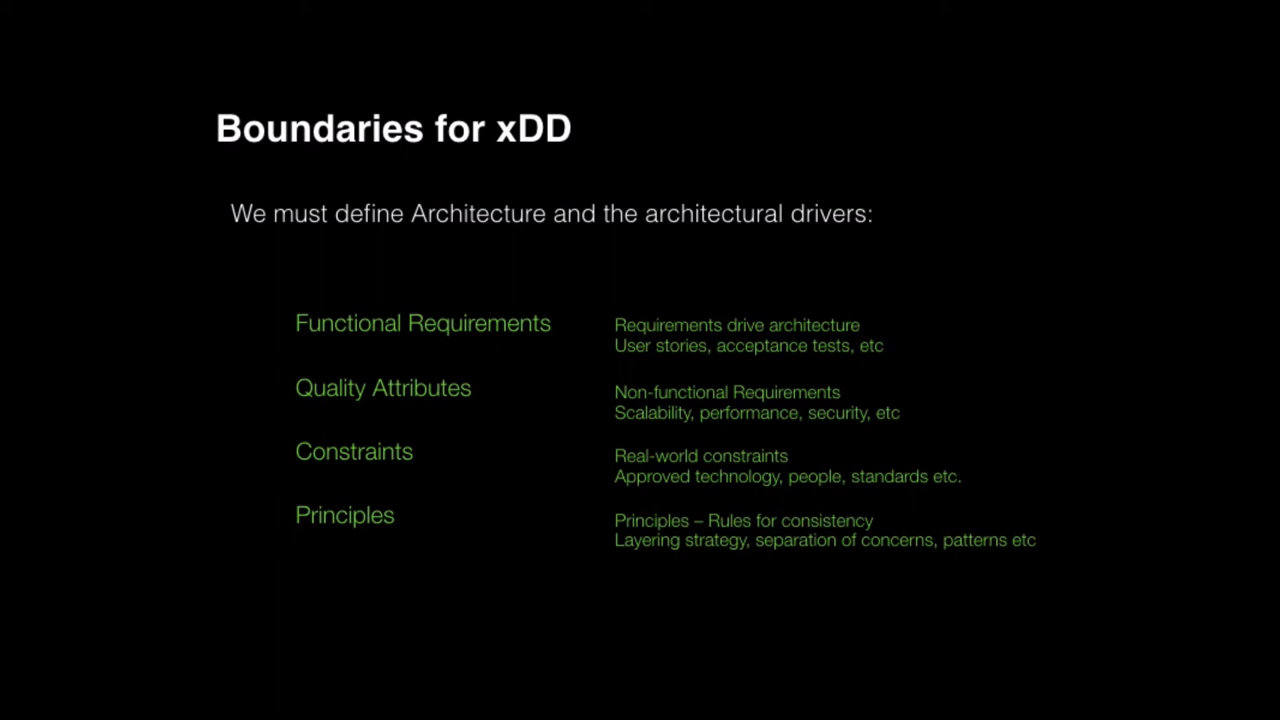 Boundaries for xDD
We must define Architecture and the architectural drivers:
Functional Requirements
Requirements drive architecture
User stories, acceptance tests, etc
Quality Attributes
Non-functional Requirements
Scalability, performance, security, etc
Constraints
Real-world constraints
Approved technology, people, standards etc.
Principles
Principles – Rules for consistency
Layering strategy, separation of concerns, patterns etc